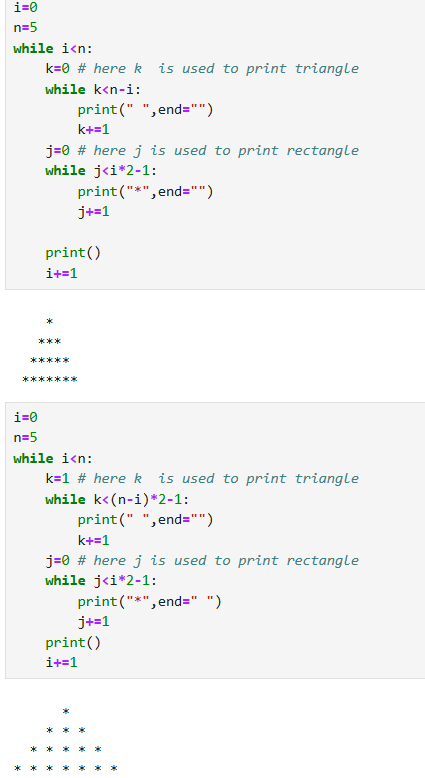 i=0
n=5
while i<n:
    k=0 # here k  is used to print triangle
    while k<n-i:
        print(" ",end="")
        k+=1
    j=0 # here j is used to print rectangle
    while j<i*2-1:
        print("*",end="")
        j+=1

    print()
    i+=1

    *
   ***
  *****
 *******
i=0
n=5
while i<n:
    k=1 # here k  is used to print triangle
    while k<(n-i)*2-1:
        print(" ",end="")
        k+=1
    j=0 # here j is used to print rectangle
    while j<i*2-1:
        print("*",end=" ")
        j+=1
    print()
    i+=1

      *
    * * *
  * * * * *
* * * * * * *